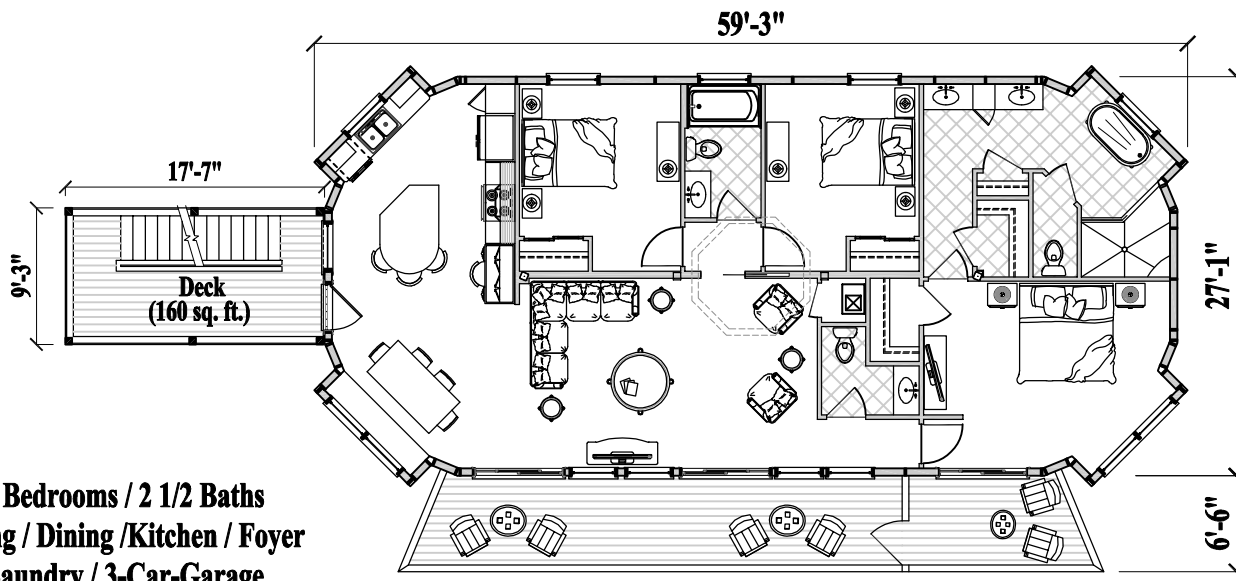 59'-3"
17'-7"
9'-3"
Deck
(160 sq. ft.)
27'-1"
6'-6"
Bedrooms / 2 1/2 Baths
/ Dining /Kitchen / Foyer
/ 3-Car-Garage